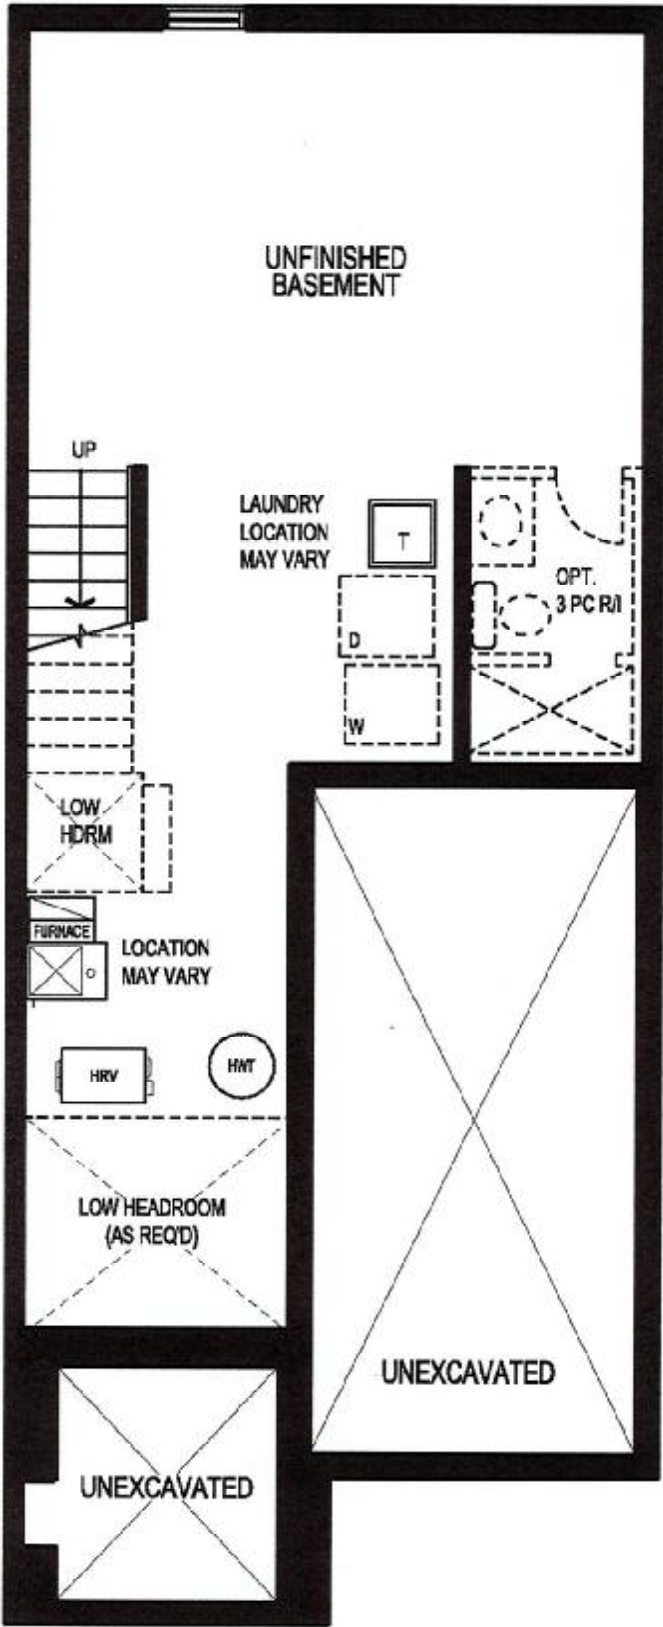 UNFINISHED
BASEMENT
UP
LAUNDRY
LOCATION
MAY VARY
T
D
W
OPT.
3 PC R/I
LOW
HDRM
FURNACE
LOCATION
MAY VARY
HRV
HWT
LOW HEADROOM
(AS REQ'D)
UNEXCAVATED
UNEXCAVATED